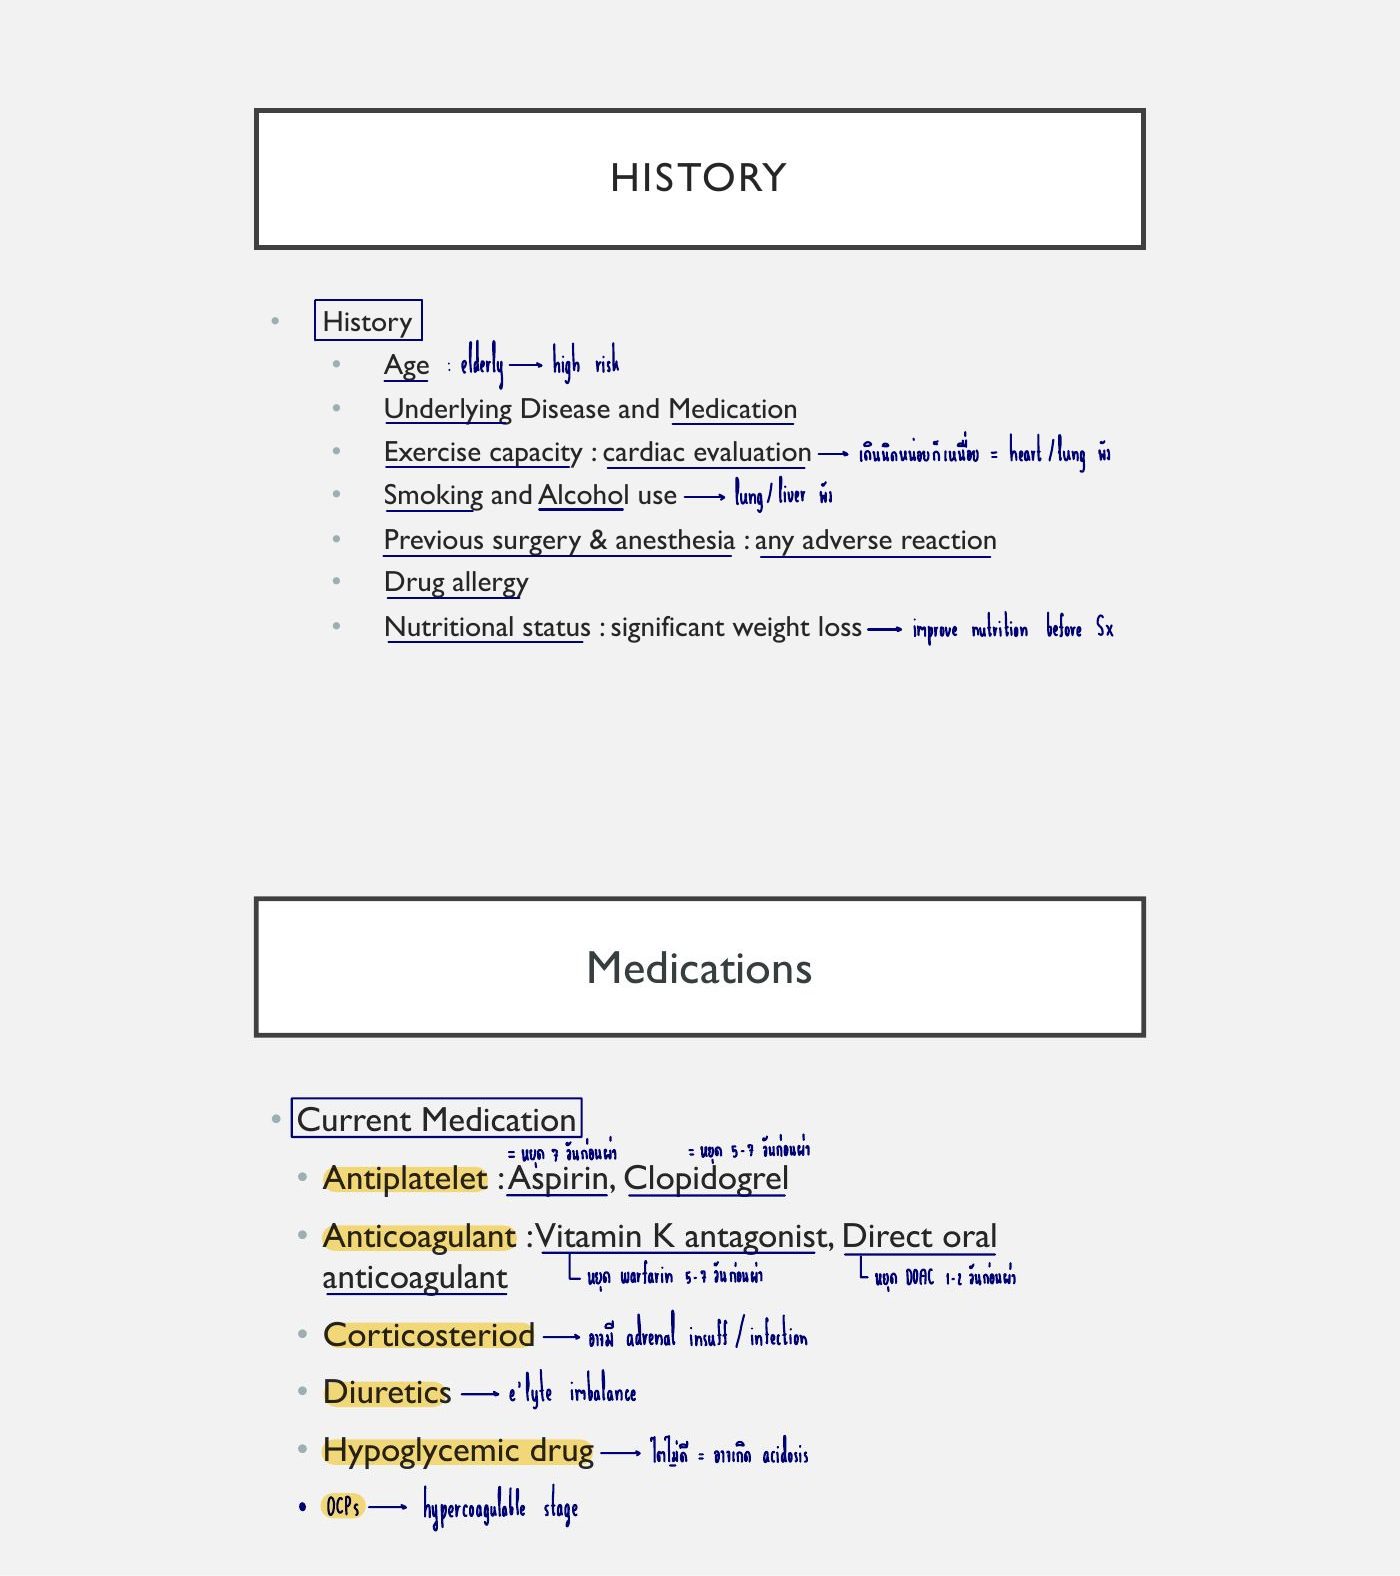 HISTORY
• History
• Age : elderly → high risk
• Underlying Disease and Medication
• Exercise capacity : cardiac evaluation → เดินนิดหน่อยก็เหนื่อย = heart / lung พัง
• Smoking and Alcohol use → lung / liver พัง
• Previous surgery & anesthesia : any adverse reaction
• Drug allergy
• Nutritional status : significant weight loss → improve nutrition before Sx
Medications
• Current Medication
= หยุด 7 วันก่อนผ่า = หยุด 5-7 วันก่อนผ่า
• Antiplatelet : Aspirin, Clopidogrel
• Anticoagulant : Vitamin K antagonist, Direct oral
anticoagulant หยุด warfarin 5-7 วันก่อนผ่า หยุด DOAC 1-2 วันก่อนผ่า
• Corticosteriod → อาจมี adrenal insuff / infection
• Diuretics → e'lyte imbalance
• Hypoglycemic drug → ไตไม่ดี = อาจเกิด acidosis
• OCPs → hypercoagulable stage